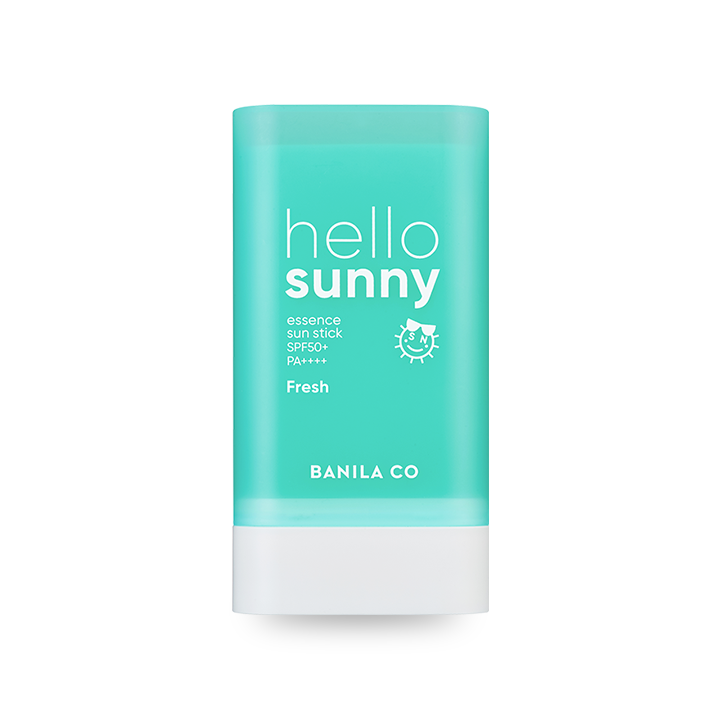 hello
sunny
essence
sun stick
SPF50+
PA++++
S N
Fresh
BANILA CO